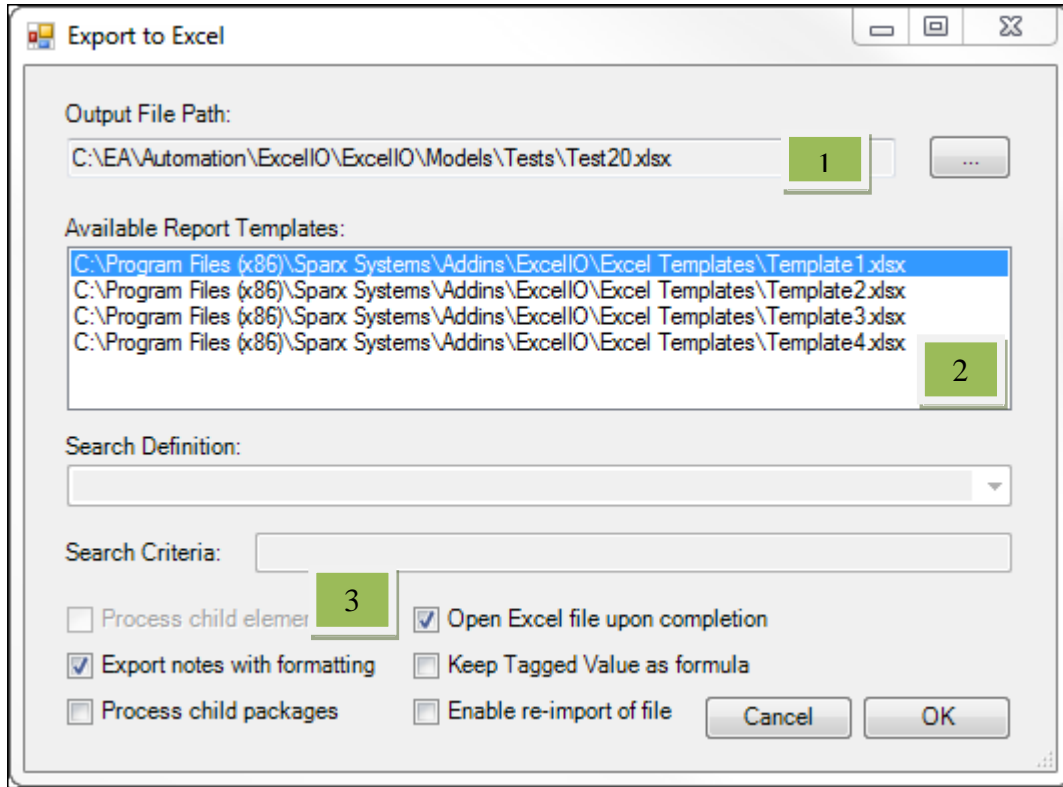 Export to Excel
Output File Path:
C:\EA\Automation\ExcelIO\ExcelIO\Models\Tests\Test20.xlsx
1
...
Available Report Templates:
C:\Program Files (x86)\Sparx Systems\Addins\ExcelIO\Excel Templates\Template1.xlsx
C:\Program Files (x86)\Sparx Systems\Addins\ExcelIO\Excel Templates\Template2.xlsx
C:\Program Files (x86)\Sparx Systems\Addins\ExcelIO\Excel Templates\Template3.xlsx
C:\Program Files (x86)\Sparx Systems\Addins\ExcelIO\Excel Templates\Template4.xlsx
2
Search Definition:
Search Criteria:
3
Process child
Open Excel file upon completion
Export notes with formatting
Keep Tagged Value as formula
Process child packages
Enable re-import of file
Cancel
OK